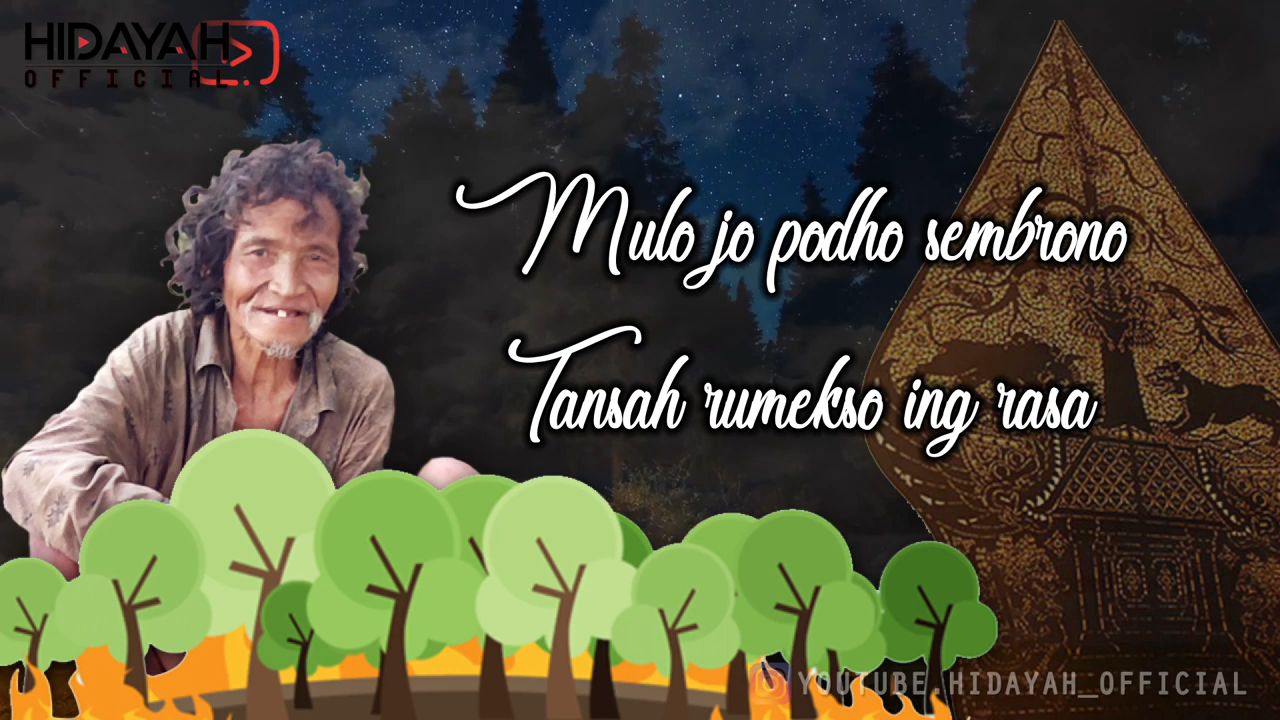 HIDAYAH
OFFICIAL.
Mulo jo podho sembrono
Tansah rumekso ing rasa
YOUTUBE.HIDAYAH_OFFICIAL